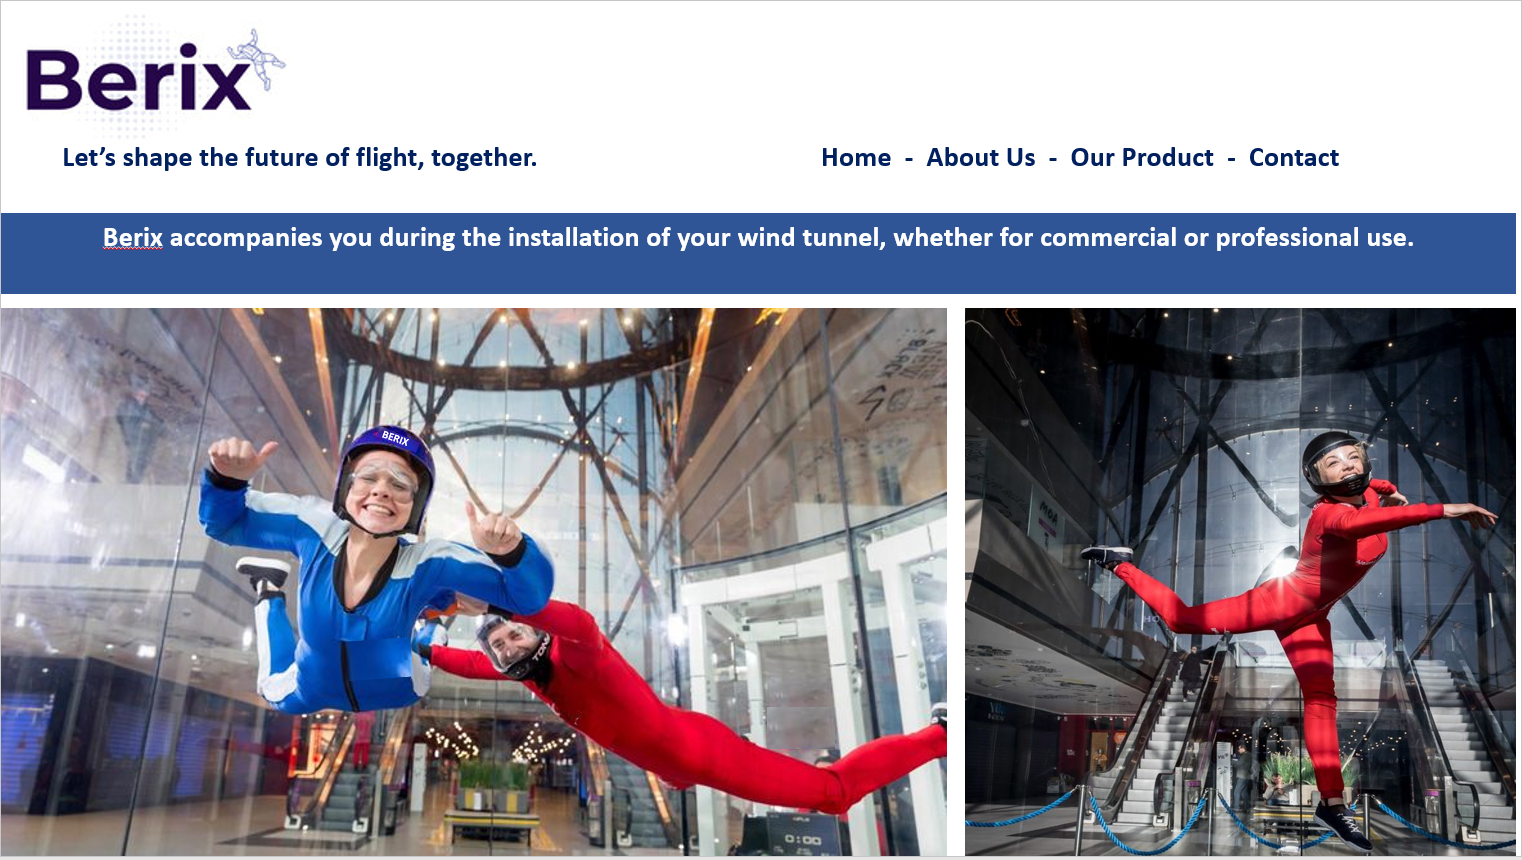 Berix
Let’s shape the future of flight, together.
Home - About Us - Our Product - Contact
Berix accompanies you during the installation of your wind tunnel, whether for commercial or professional use.
BERIX
0:00